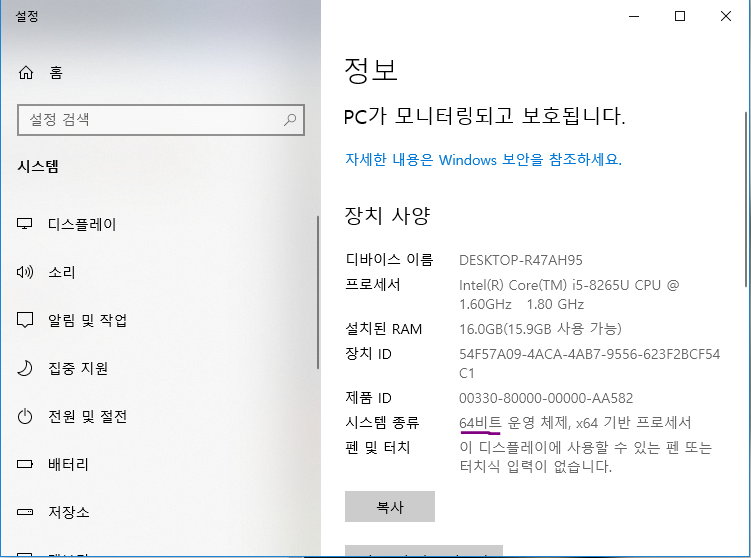 설정
홈
설정 검색
시스템
디스플레이
소리
알림 및 작업
집중 지원
전원 및 절전
배터리
저장소
정보
PC가 모니터링되고 보호됩니다.
자세한 내용은 Windows 보안을 참조하세요.
장치 사양
디바이스 이름 DESKTOP-R47AH95
프로세서 Intel(R) Core(TM) i5-8265U CPU @
1.60GHz 1.80 GHz
설치된 RAM 16.0GB(15.9GB 사용 가능)
장치 ID 54F57A09-4ACA-4AB7-9556-623F2BCF54
C1
제품 ID 00330-80000-00000-AA582
시스템 종류 64비트 운영 체제, x64 기반 프로세서
펜 및 터치 이 디스플레이에 사용할 수 있는 펜 또는
터치식 입력이 없습니다.
복사